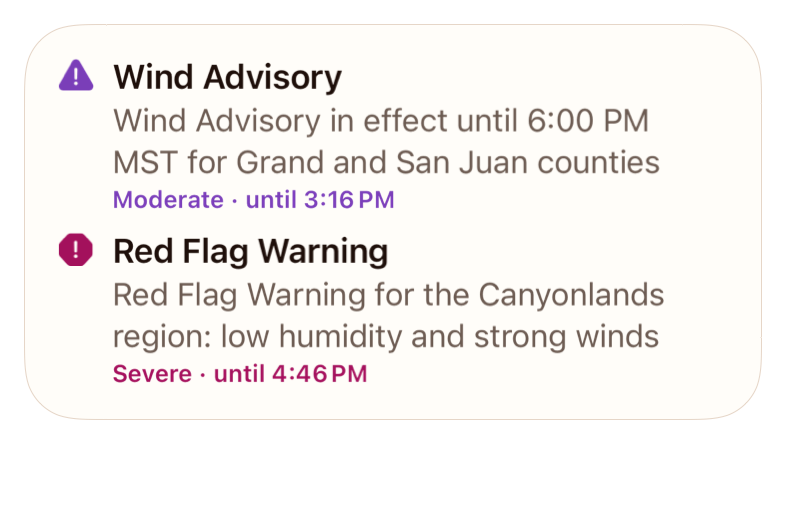 Wind Advisory
Wind Advisory in effect until 6:00 PM
MST for Grand and San Juan counties
Moderate · until 3:16 PM
Red Flag Warning
Red Flag Warning for the Canyonlands
region: low humidity and strong winds
Severe · until 4:46 PM